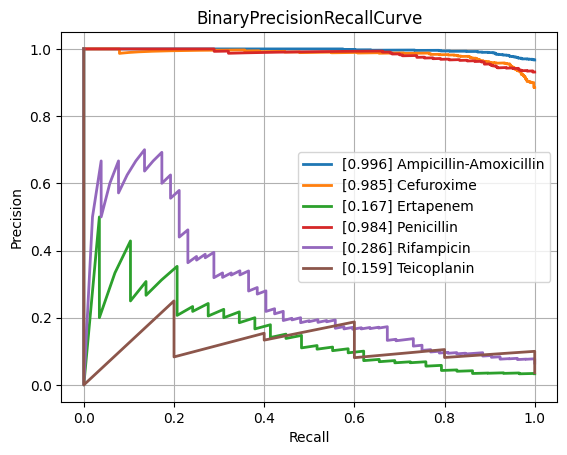 BinaryPrecisionRecallCurve
Precision
1.0
0.8
0.6
0.4
0.2
0.0
[0.996] Ampicillin-Amoxicillin
[0.985] Cefuroxime
[0.167] Ertapenem
[0.984] Penicillin
[0.286] Rifampicin
[0.159] Teicoplanin
0.0 0.2 0.4 0.6 0.8 1.0
Recall